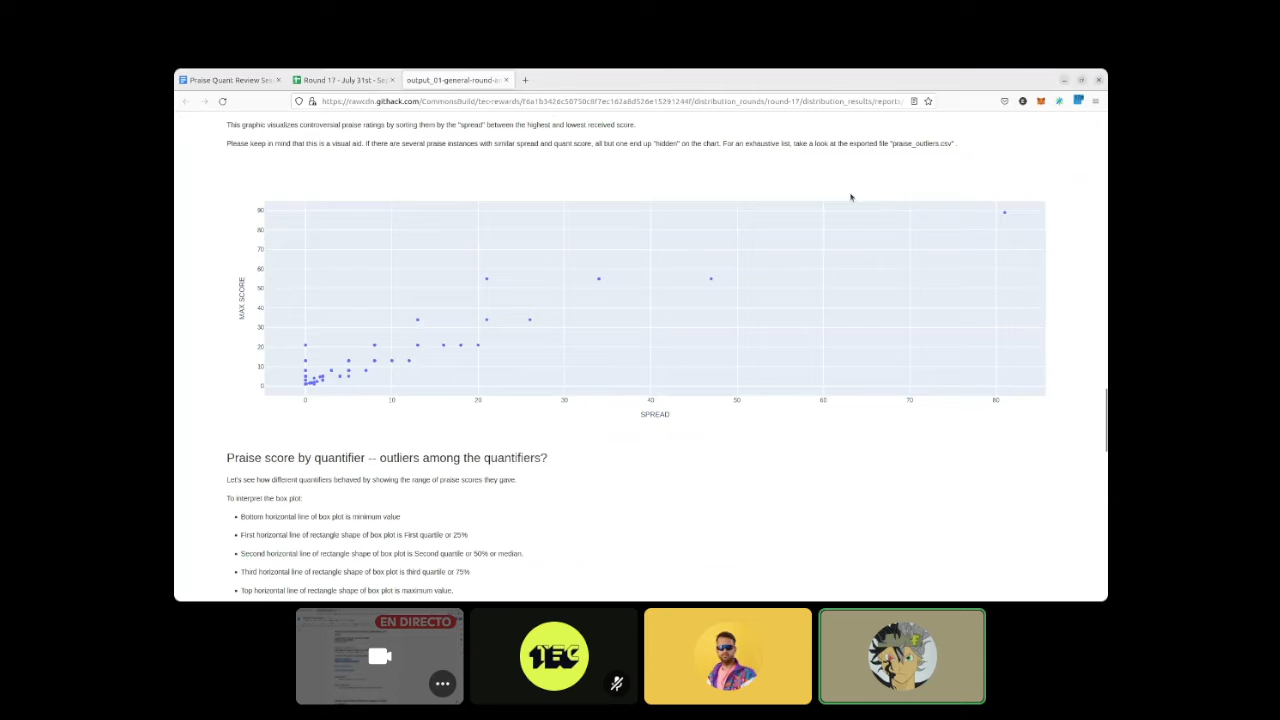 Praise Quant Review Ses
Round 17 - July 31st - Sep
output_01-general-round-an
https://rawcdn.githack.com/CommonsBuild/tec-rewards/
/distribution_rounds/round-17/distribution_results/reports/
This graphic visualizes controversial praise ratings by sorting them by the "spread" between the highest and lowest received score.
Please keep in mind that this is a visual aid. If there are several praise instances with similar spread and quant score, all but one end up "hidden" on the chart. For an exhaustive list, take a look at the exported file "praise_outliers.csv" .
90
80
70
60
50
40
30
20
10
0
MAX SCORE
0 10 20 30 40 50 60 70 80
SPREAD
Praise score by quantifier -- outliers among the quantifiers?
Let's see how different quantifiers behaved by showing the range of praise scores they gave.
To interpret the box plot:
• Bottom horizontal line of box plot is minimum value
• First horizontal line of rectangle shape of box plot is First quartile or 25%
• Second horizontal line of rectangle shape of box plot is Second quartile or 50% or median.
• Third horizontal line of rectangle shape of box plot is third quartile or 75%
• Top horizontal line of rectangle shape of box plot is maximum value.
EN DIRECTO
TEC